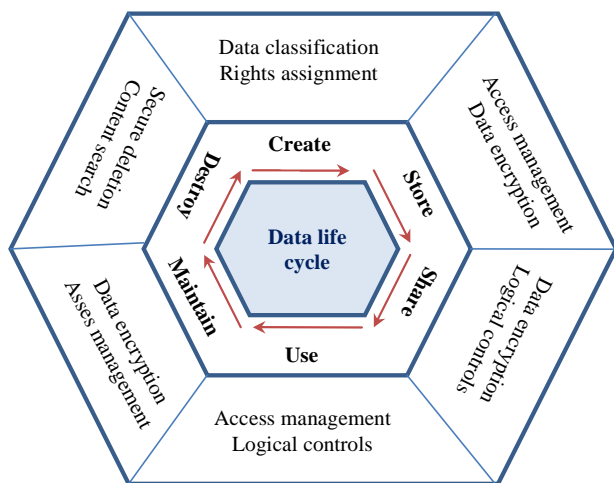 Data classification
Rights assignment
Access management
Data encryption
Data encryption
Logical controls
Access management
Logical controls
Data encryption
Asses management
Secure deletion
Content search
Create
Store
Share
Use
Maintain
Destroy
Data life
cycle